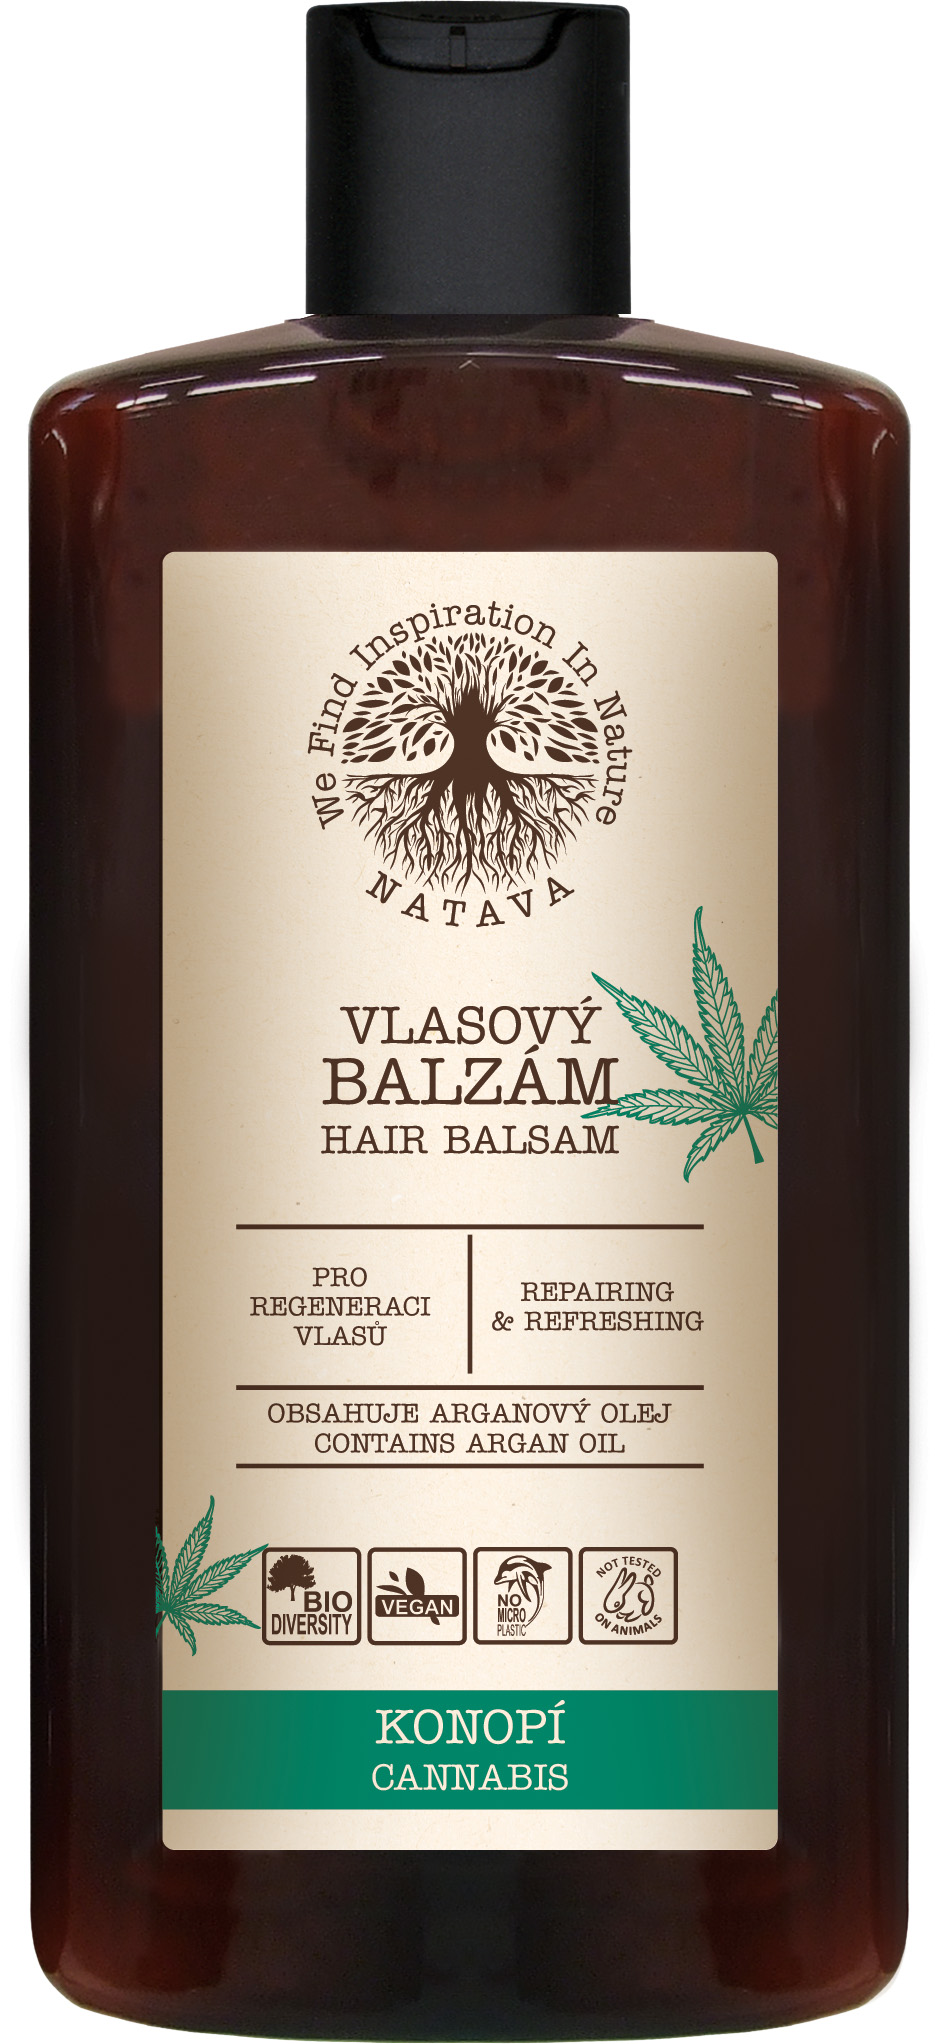 We Find Inspiration In Nature
NATAVA
VLASOVÝ
BALZÁM
HAIR BALSAM
PRO
REGENERACI
VLASŮ
REPAIRING
& REFRESHING
OBSAHUJE ARGANOVÝ OLEJ
CONTAINS ARGAN OIL
BIO
DIVERSITY
VEGAN
NO
MICRO
PLASTIC
NOT TESTED
ON ANIMALS
KONOPÍ
CANNABIS